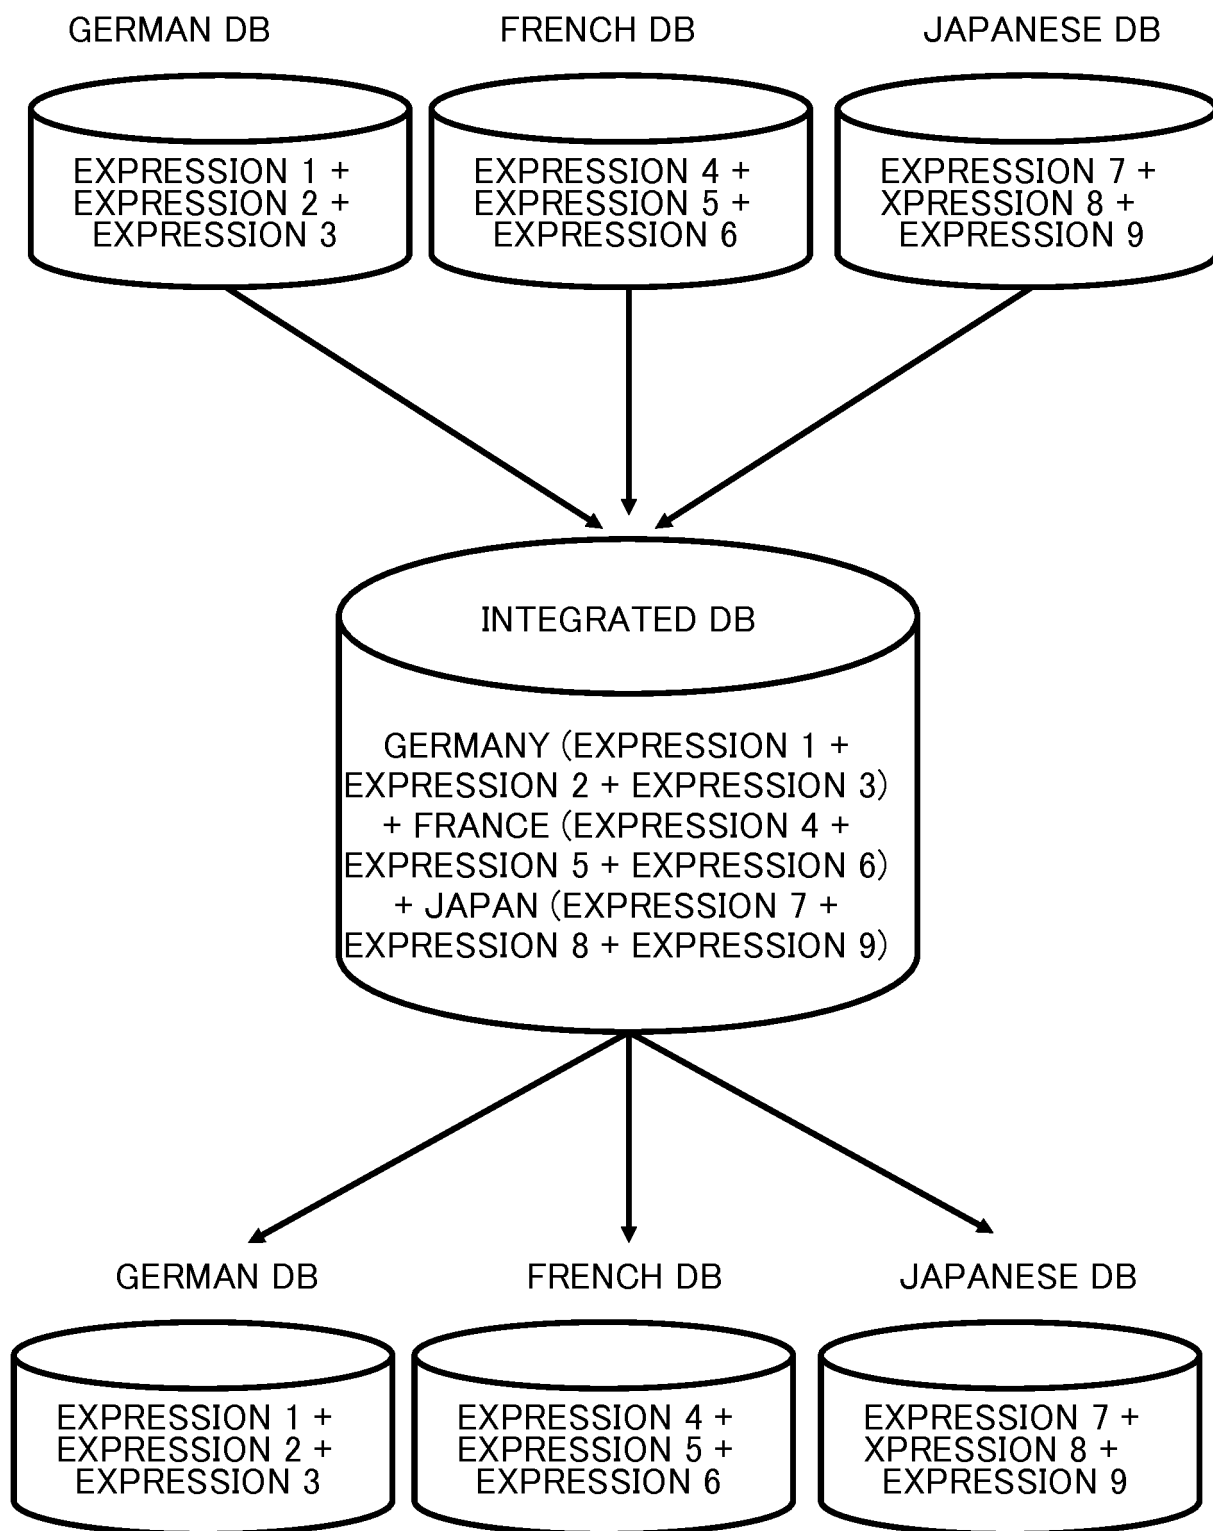 GERMAN DB
FRENCH DB
JAPANESE DB
EXPRESSION 1 +
EXPRESSION 2 +
EXPRESSION 3
EXPRESSION 4 +
EXPRESSION 5 +
EXPRESSION 6
EXPRESSION 7 +
XPRESSION 8 +
EXPRESSION 9
INTEGRATED DB
GERMANY (EXPRESSION 1 +
EXPRESSION 2 + EXPRESSION 3)
+ FRANCE (EXPRESSION 4 +
EXPRESSION 5 + EXPRESSION 6)
+ JAPAN (EXPRESSION 7 +
EXPRESSION 8 + EXPRESSION 9)
GERMAN DB
FRENCH DB
JAPANESE DB
EXPRESSION 1 +
EXPRESSION 2 +
EXPRESSION 3
EXPRESSION 4 +
EXPRESSION 5 +
EXPRESSION 6
EXPRESSION 7 +
XPRESSION 8 +
EXPRESSION 9